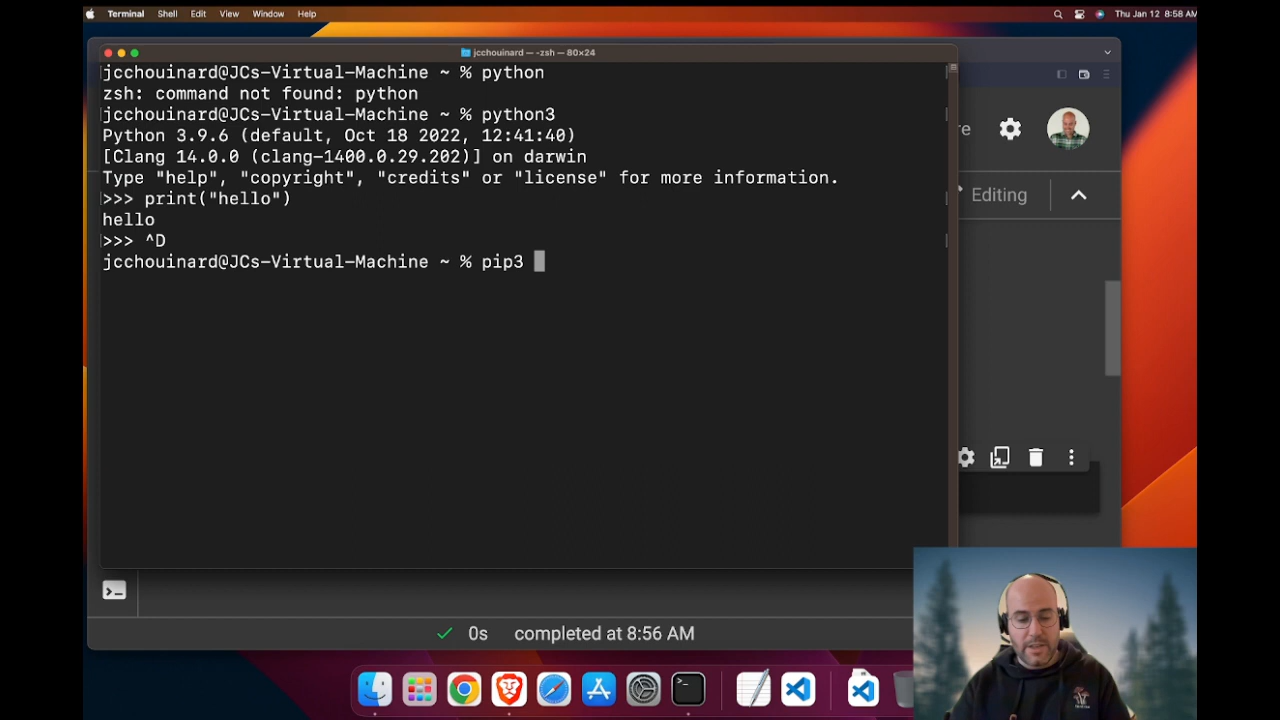 Terminal Shell Edit View Window Help Thu Jan 12 8:58 AM
jcchouinard — -zsh — 80×24
jcchouinard@JCs-Virtual-Machine ~ % python
zsh: command not found: python
jcchouinard@JCs-Virtual-Machine ~ % python3
Python 3.9.6 (default, Oct 18 2022, 12:41:40)
[Clang 14.0.0 (clang-1400.0.29.202)] on darwin
Type "help", "copyright", "credits" or "license" for more information.
>>> print("hello")
hello
>>> ^D
jcchouinard@JCs-Virtual-Machine ~ % pip3
re
Editing
0s completed at 8:56 AM